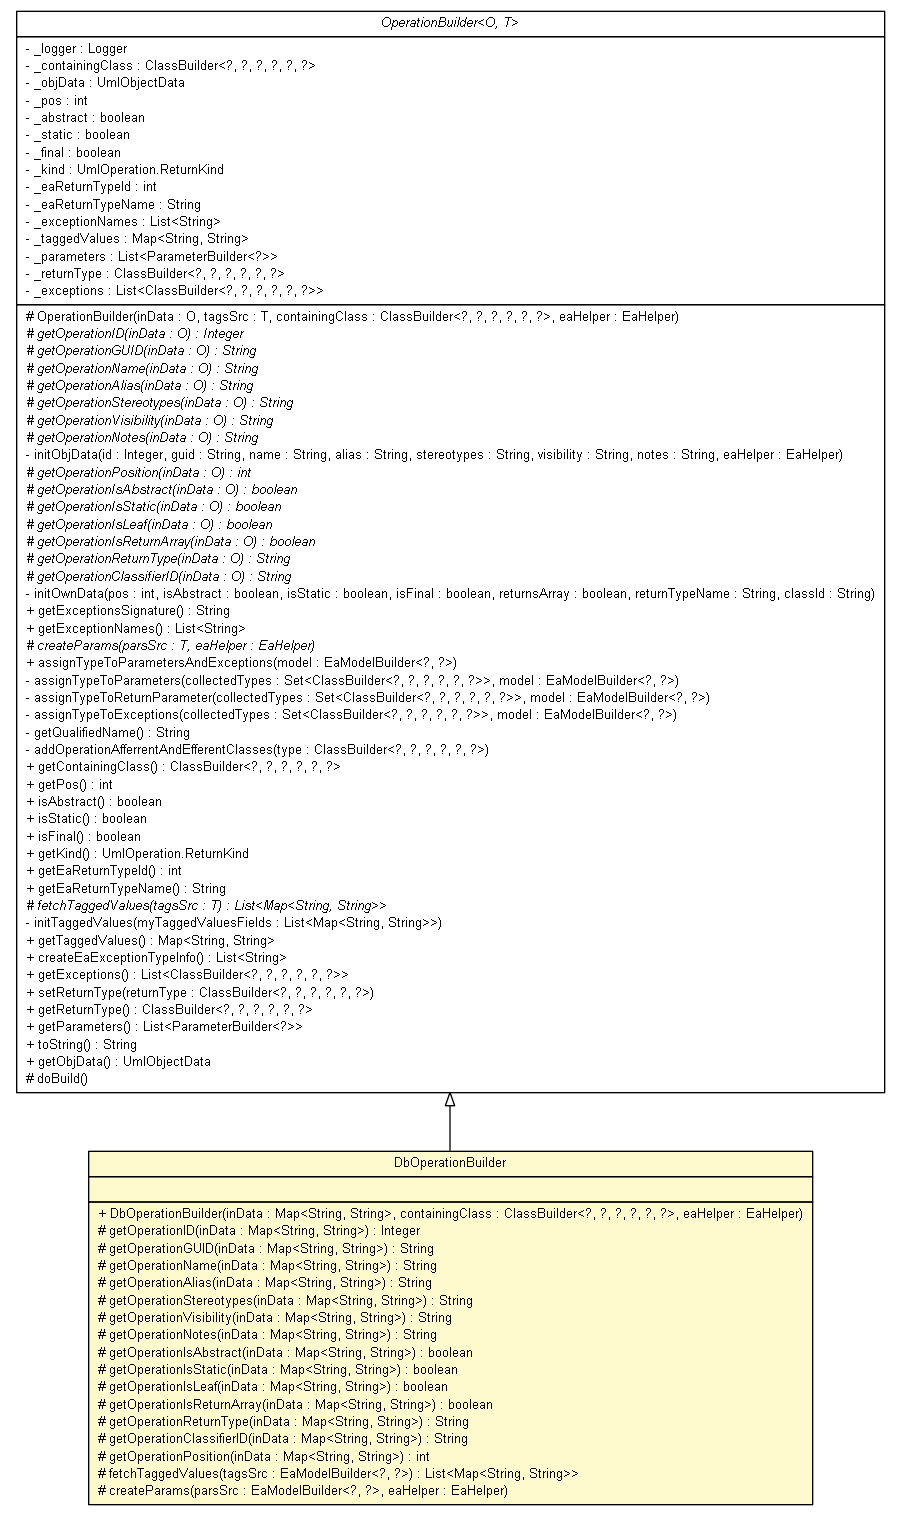 OperationBuilder<O, T>
- _logger : Logger
- _containingClass : ClassBuilder<?, ?, ?, ?, ?, ?>
- _objData : UmlObjectData
- _pos : int
- _abstract : boolean
- _static : boolean
- _final : boolean
- _kind : UmlOperation.ReturnKind
- _eaReturnTypeId : int
- _eaReturnTypeName : String
- _exceptionNames : List<String>
- _taggedValues : Map<String, String>
- _parameters : List<ParameterBuilder<?>>
- _returnType : ClassBuilder<?, ?, ?, ?, ?, ?>
- _exceptions : List<ClassBuilder<?, ?, ?, ?, ?, ?>>
# OperationBuilder(inData : O, tagsSrc : T, containingClass : ClassBuilder<?, ?, ?, ?, ?, ?>, eaHelper : EaHelper)
# getOperationID(inData : O) : Integer
# getOperationGUID(inData : O) : String
# getOperationName(inData : O) : String
# getOperationAlias(inData : O) : String
# getOperationStereotypes(inData : O) : String
# getOperationVisibility(inData : O) : String
# getOperationNotes(inData : O) : String
- initObjData(id : Integer, guid : String, name : String, alias : String, stereotypes : String, visibility : String, notes : String, eaHelper : EaHelper)
# getOperationPosition(inData : O) : int
# getOperationIsAbstract(inData : O) : boolean
# getOperationIsStatic(inData : O) : boolean
# getOperationIsLeaf(inData : O) : boolean
# getOperationIsReturnArray(inData : O) : boolean
# getOperationReturnType(inData : O) : String
# getOperationClassifierID(inData : O) : String
- initOwnData(pos : int, isAbstract : boolean, isStatic : boolean, isFinal : boolean, returnsArray : boolean, returnTypeName : String, classId : String)
+ getExceptionsSignature() : String
+ getExceptionNames() : List<String>
# createParams(parsSrc : T, eaHelper : EaHelper)
+ assignTypeToParametersAndExceptions(model : EaModelBuilder<?, ?>)
- assignTypeToParameters(collectedTypes : Set<ClassBuilder<?, ?, ?, ?, ?, ?>>, model : EaModelBuilder<?, ?>)
- assignTypeToReturnParameter(collectedTypes : Set<ClassBuilder<?, ?, ?, ?, ?, ?>>, model : EaModelBuilder<?, ?>)
- assignTypeToExceptions(collectedTypes : Set<ClassBuilder<?, ?, ?, ?, ?, ?>>, model : EaModelBuilder<?, ?>)
- getQualifiedName() : String
- addOperationAfferrentAndEfferentClasses(type : ClassBuilder<?, ?, ?, ?, ?, ?>)
+ getContainingClass() : ClassBuilder<?, ?, ?, ?, ?, ?>
+ getPos() : int
+ isAbstract() : boolean
+ isStatic() : boolean
+ isFinal() : boolean
+ getKind() : UmlOperation.ReturnKind
+ getEaReturnTypeId() : int
+ getEaReturnTypeName() : String
# fetchTaggedValues(tagsSrc : T) : List<Map<String, String>>
- initTaggedValues(myTaggedValuesFields : List<Map<String, String>>)
+ getTaggedValues() : Map<String, String>
+ createEaExceptionTypeInfo() : List<String>
+ getExceptions() : List<ClassBuilder<?, ?, ?, ?, ?, ?>>
+ setReturnType(returnType : ClassBuilder<?, ?, ?, ?, ?, ?>)
+ getReturnType() : ClassBuilder<?, ?, ?, ?, ?, ?>
+ getParameters() : List<ParameterBuilder<?>>
+ toString() : String
+ getObjData() : UmlObjectData
# doBuild()
DbOperationBuilder
+ DbOperationBuilder(inData : Map<String, String>, containingClass : ClassBuilder<?, ?, ?, ?, ?, ?>, eaHelper : EaHelper)
# getOperationID(inData : Map<String, String>) : Integer
# getOperationGUID(inData : Map<String, String>) : String
# getOperationName(inData : Map<String, String>) : String
# getOperationAlias(inData : Map<String, String>) : String
# getOperationStereotypes(inData : Map<String, String>) : String
# getOperationVisibility(inData : Map<String, String>) : String
# getOperationNotes(inData : Map<String, String>) : String
# getOperationIsAbstract(inData : Map<String, String>) : boolean
# getOperationIsStatic(inData : Map<String, String>) : boolean
# getOperationIsLeaf(inData : Map<String, String>) : boolean
# getOperationIsReturnArray(inData : Map<String, String>) : boolean
# getOperationReturnType(inData : Map<String, String>) : String
# getOperationClassifierID(inData : Map<String, String>) : String
# getOperationPosition(inData : Map<String, String>) : int
# fetchTaggedValues(tagsSrc : EaModelBuilder<?, ?>) : List<Map<String, String>>
# createParams(parsSrc : EaModelBuilder<?, ?>, eaHelper : EaHelper)